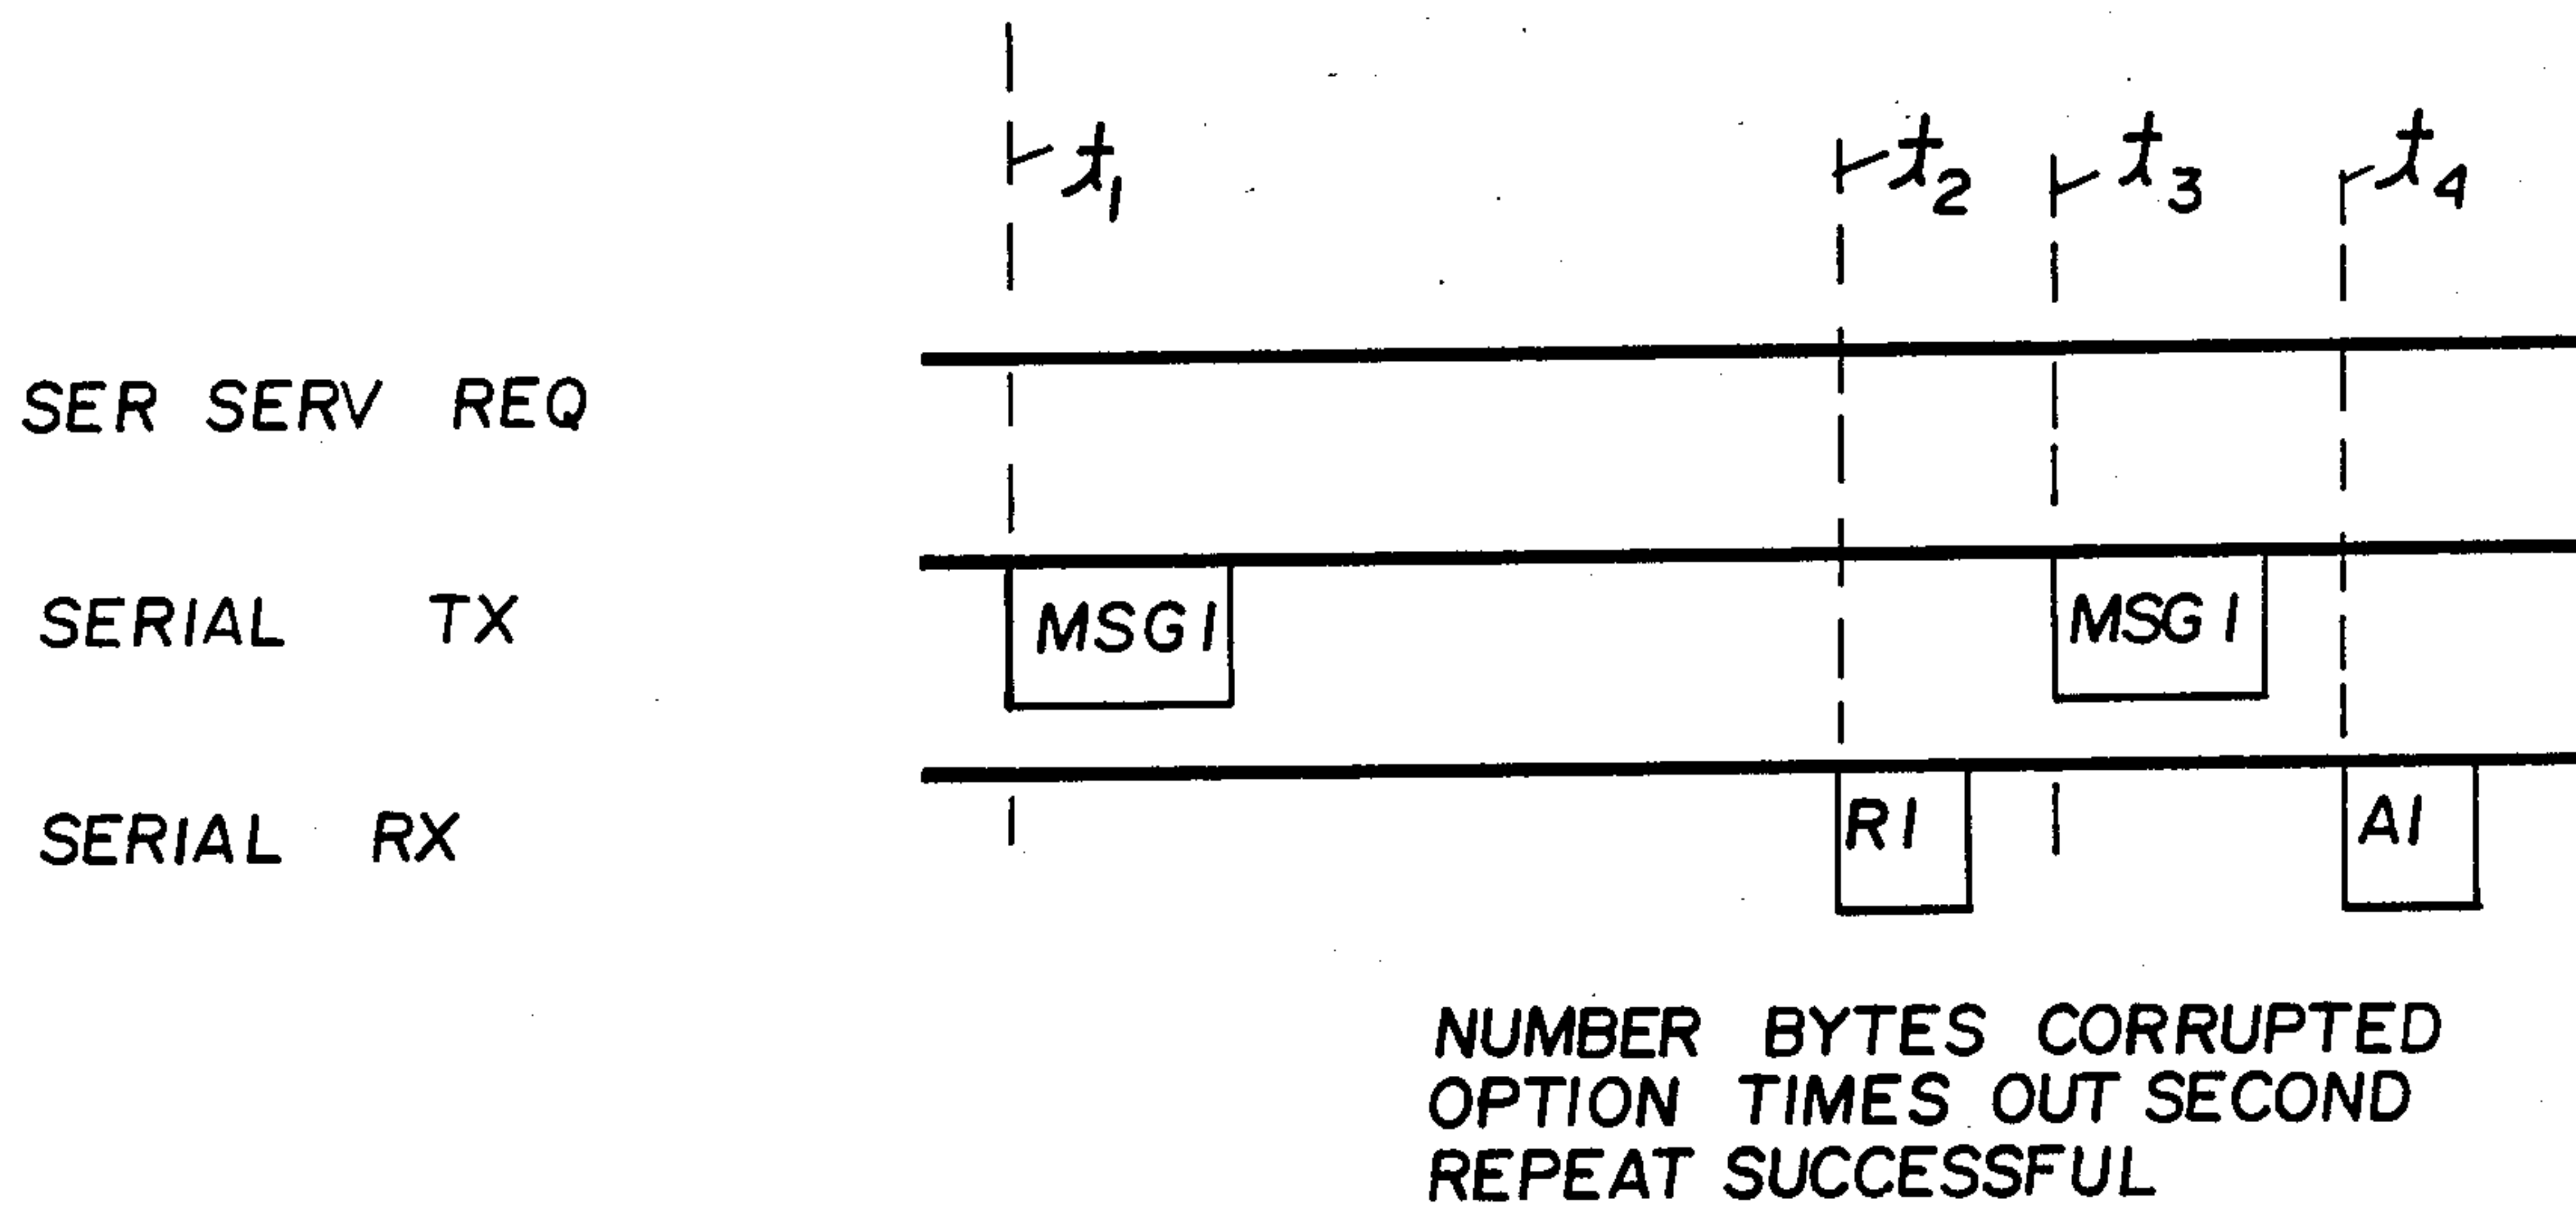 t1 t2 t3 t4
SER SERV REQ
SERIAL TX
MSG1 MSG1
SERIAL RX
R1 A1
NUMBER BYTES CORRUPTED
OPTION TIMES OUT SECOND
REPEAT SUCCESSFUL